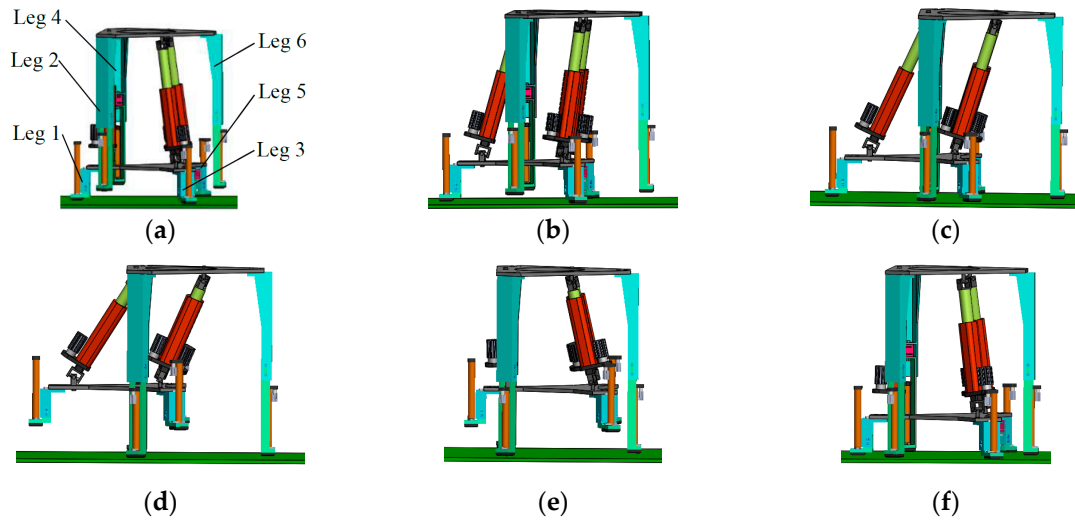 Leg 4
Leg 2
Leg 1
Leg 6
Leg 5
Leg 3
(a)
(b)
(c)
(d)
(e)
(f)